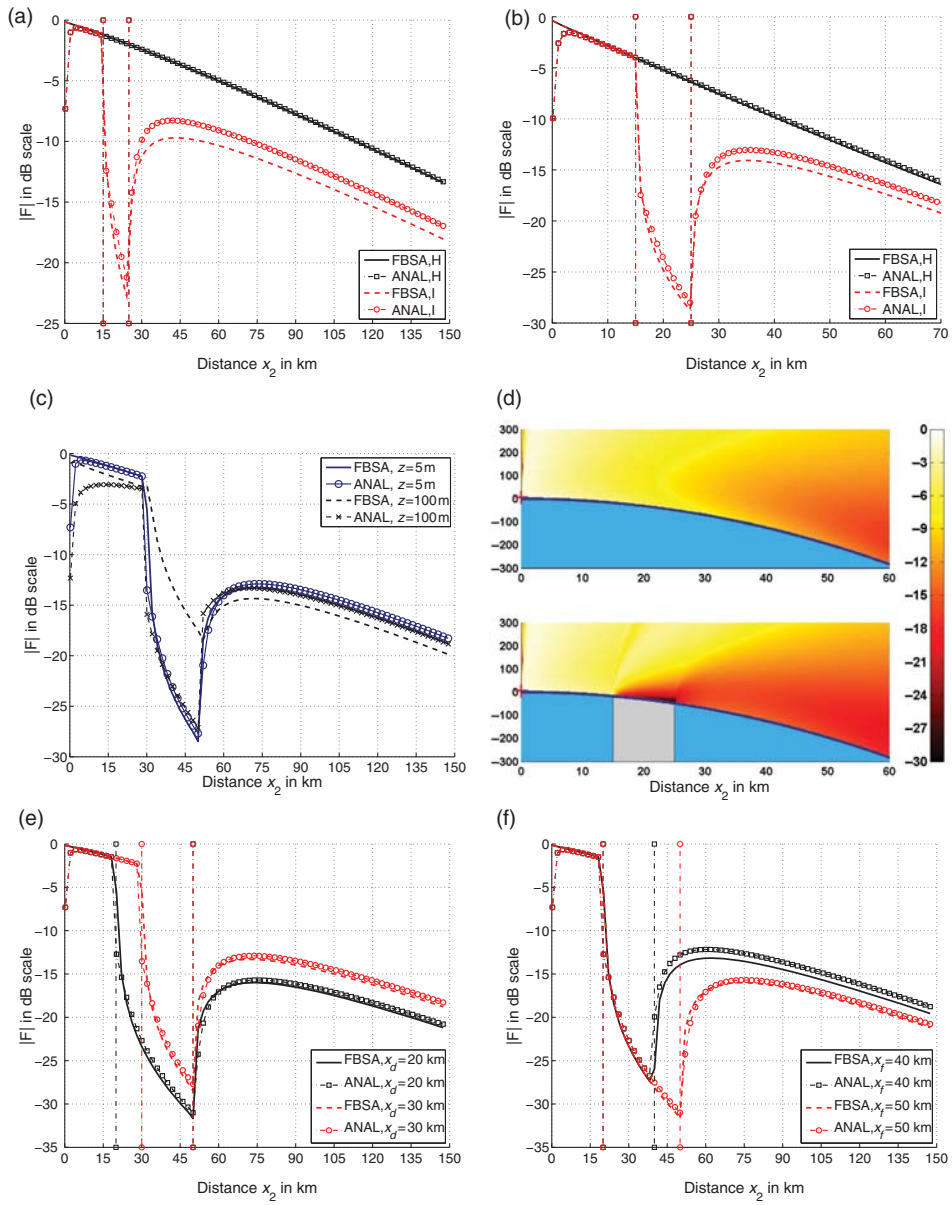 (a)
0
−5
−10
−15
−20
−25
|F| in dB scale
FBSA,H
ANAL,H
FBSA,I
ANAL,I
0 15 30 45 60 75 90 105 120 135 150
Distance x2 in km
(b)
0
−5
−10
−15
−20
−25
−30
|F| in dB scale
FBSA,H
ANAL,H
FBSA,I
ANAL,I
0 10 20 30 40 50 60 70
Distance x2 in km
(c)
0
−5
−10
−15
−20
−25
−30
|F| in dB scale
FBSA, z=5m
ANAL, z=5m
FBSA, z=100m
ANAL, z=100m
0 15 30 45 60 75 90 105 120 135 150
Distance x2 in km
(d)
300
200
100
0
−100
−200
−300
0 10 20 30 40 50 60
300
200
100
0
−100
−200
−300
0 10 20 30 40 50 60
Distance x2 in km
0
−3
−6
−9
−12
−15
−18
−21
−24
−27
−30
(e)
0
−5
−10
−15
−20
−25
−30
−35
|F| in dB scale
FBSA,xd=20 km
ANAL,xd=20 km
FBSA,xd=30 km
ANAL,xd=30 km
0 15 30 45 60 75 90 105 120 135 150
Distance x2 in km
(f)
0
−5
−10
−15
−20
−25
−30
−35
|F| in dB scale
FBSA,xf=40 km
ANAL,xf=40 km
FBSA,xf=50 km
ANAL,xf=50 km
0 15 30 45 60 75 90 105 120 135 150
Distance x2 in km